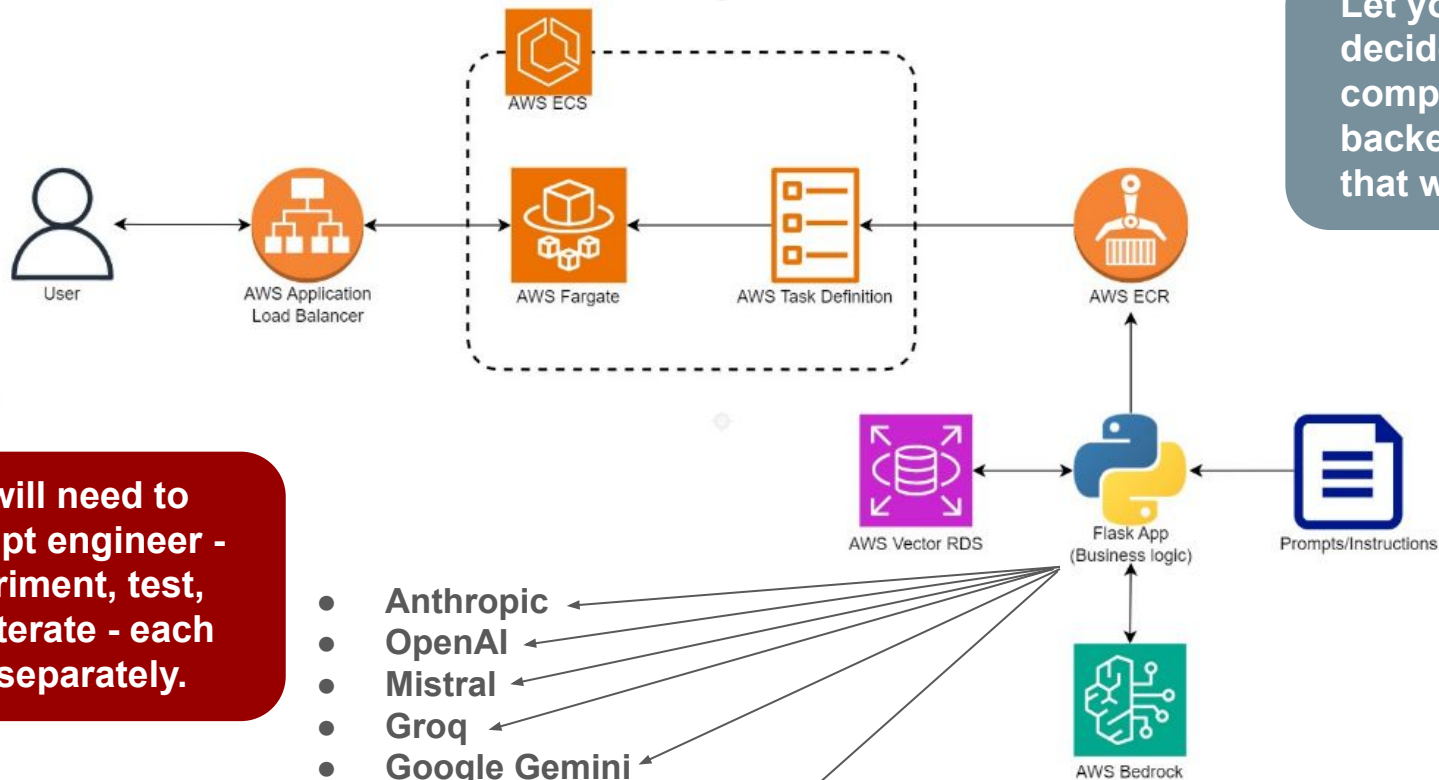 Let yo
decid
comp
backe
that w
AWS ECS
User
AWS Application
Load Balancer
AWS Fargate
AWS Task Definition
AWS ECR
AWS Vector RDS
Flask App
(Business logic)
Prompts/Instructions
AWS Bedrock
will need to
pt engineer -
riment, test,
terate - each
separately.
● Anthropic
● OpenAI
● Mistral
● Groq
● Google Gemini